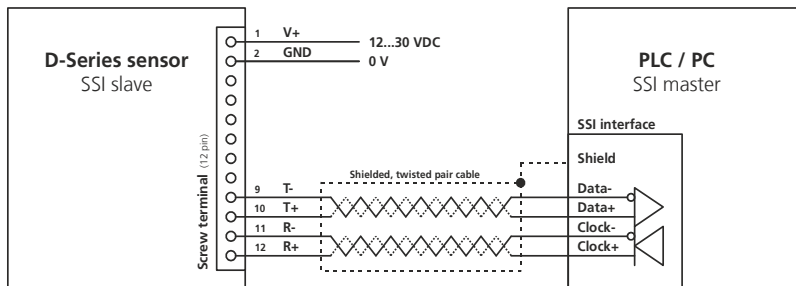 D-Series sensor
SSI slave
Screw terminal (12 pin)
1 V+ 12...30 VDC
2 GND 0 V
9 T-
10 T+
11 R-
12 R+
Shielded, twisted pair cable
PLC / PC
SSI master
SSI interface
Shield
Data-
Data+
Clock-
Clock+